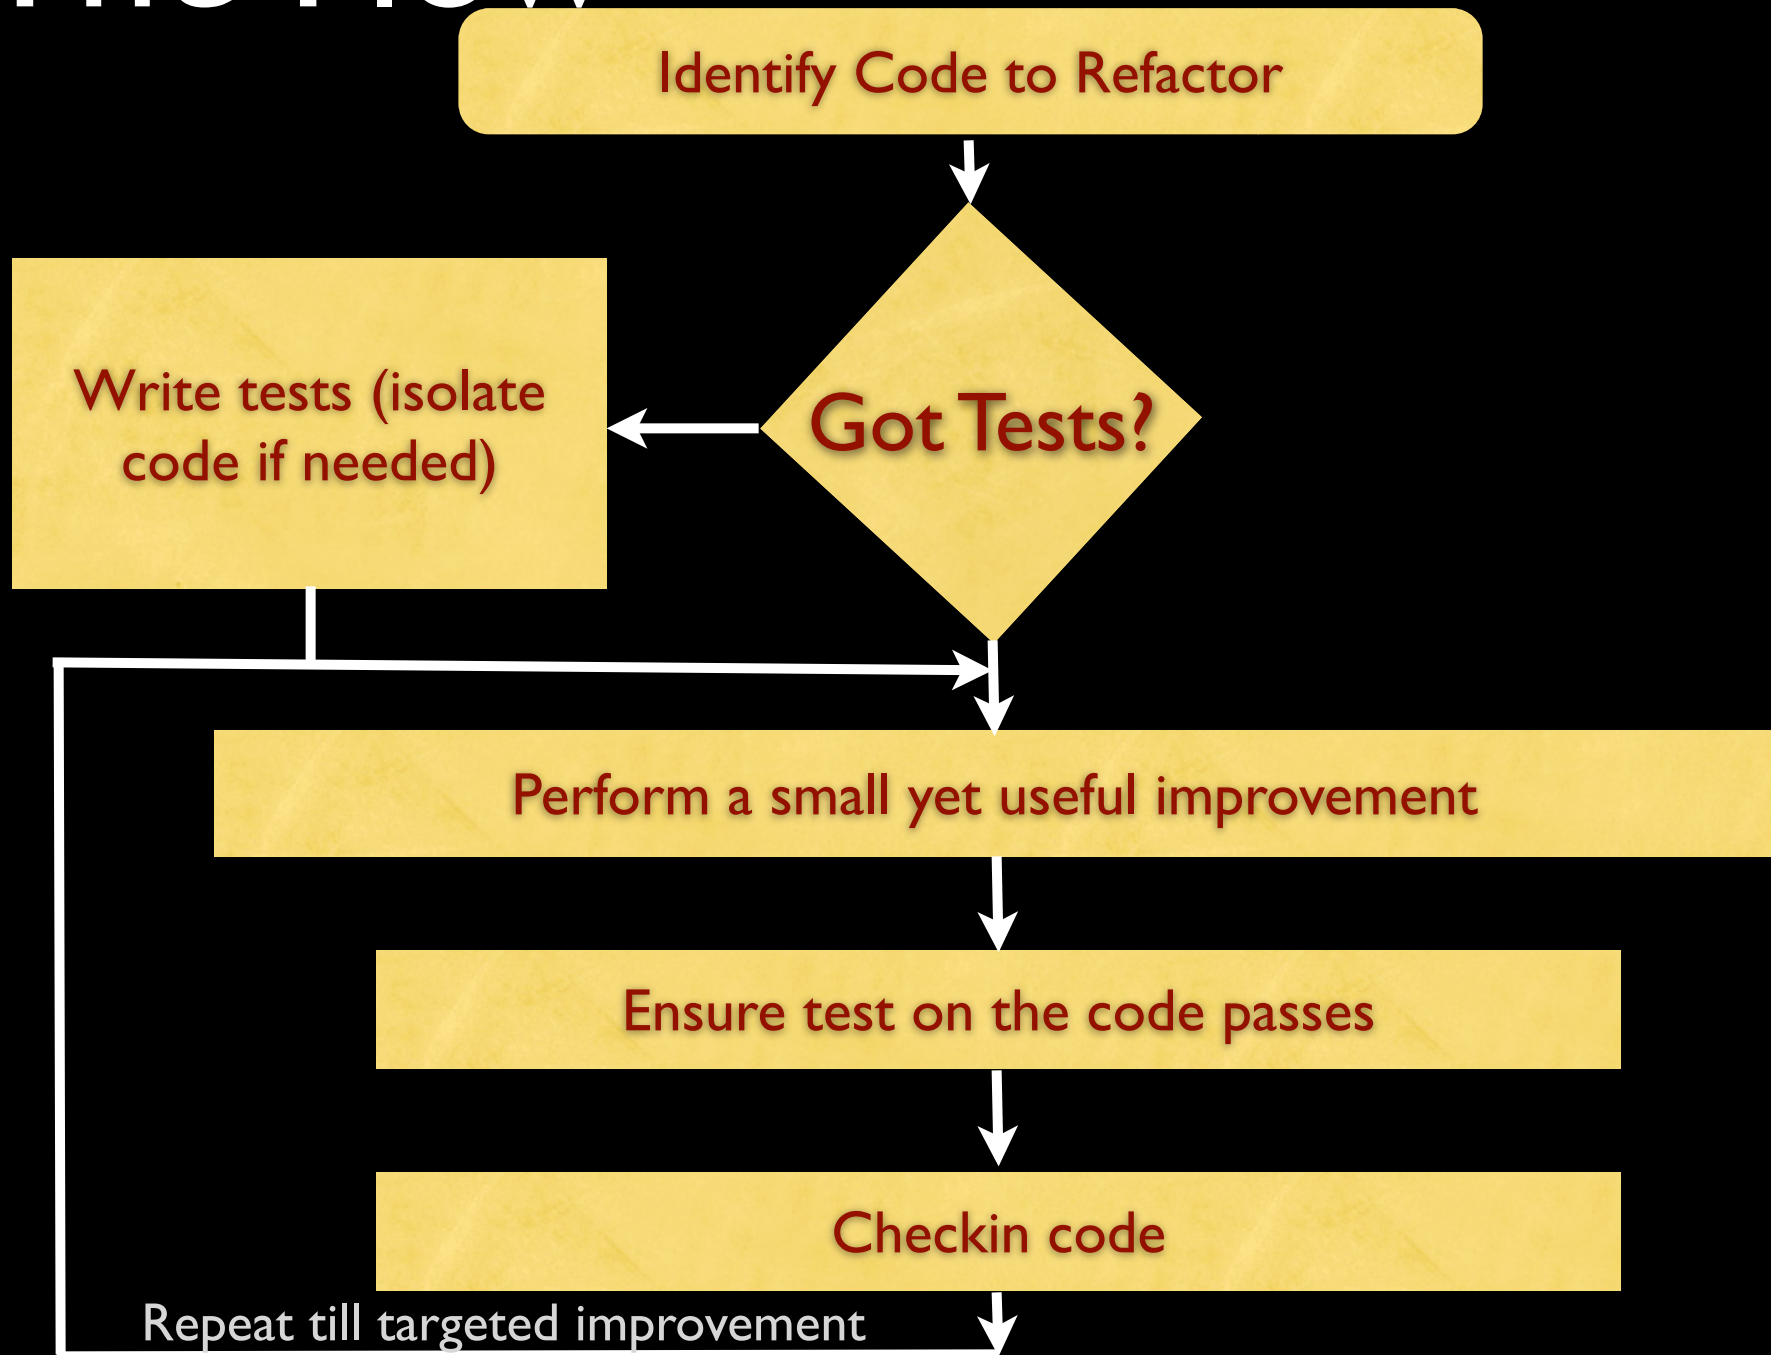 Identify Code to Refactor
Got Tests?
Write tests (isolate
code if needed)
Perform a small yet useful improvement
Ensure test on the code passes
Checkin code
Repeat till targeted improvement